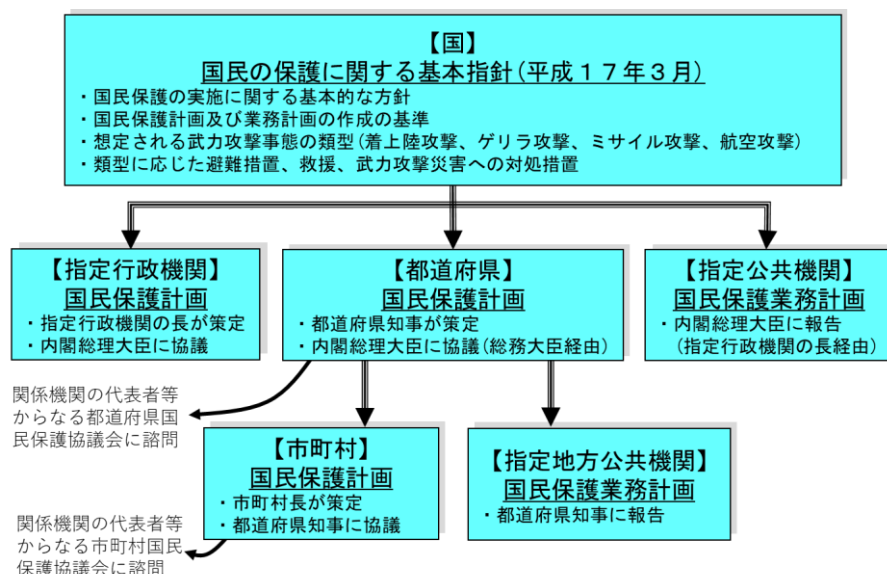 【国】
国民の保護に関する基本指針(平成１７年３月)
・国民保護の実施に関する基本的な方針
・国民保護計画及び業務計画の作成の基準
・想定される武力攻撃事態の類型(着上陸攻撃、ゲリラ攻撃、ミサイル攻撃、航空攻撃)
・類型に応じた避難措置、救援、武力攻撃災害への対処措置
【指定行政機関】
国民保護計画
・指定行政機関の長が策定
・内閣総理大臣に協議
【都道府県】
国民保護計画
・都道府県知事が策定
・内閣総理大臣に協議(総務大臣経由)
【指定公共機関】
国民保護業務計画
・内閣総理大臣に報告
(指定行政機関の長経由)
関係機関の代表者等
からなる都道府県国
民保護協議会に諮問
【市町村】
国民保護計画
・市町村長が策定
・都道府県知事に協議
【指定地方公共機関】
国民保護業務計画
・都道府県知事に報告
関係機関の代表者等
からなる市町村国民
保護協議会に諮問